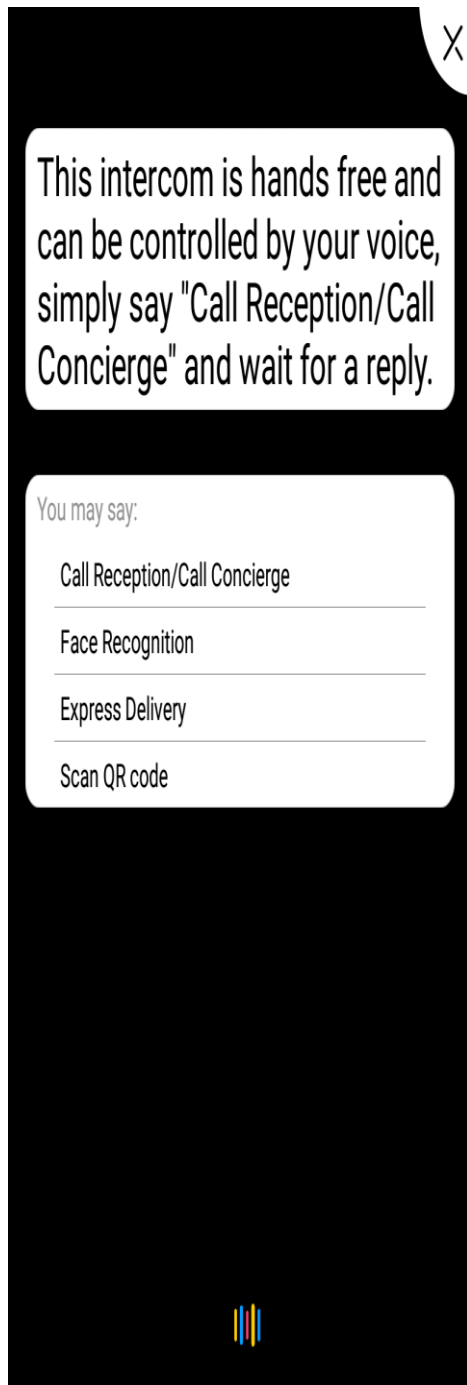 This intercom is hands free and
can be controlled by your voice,
simply say "Call Reception/Call
Concierge" and wait for a reply.
You may say:
Call Reception/Call Concierge
Face Recognition
Express Delivery
Scan QR code